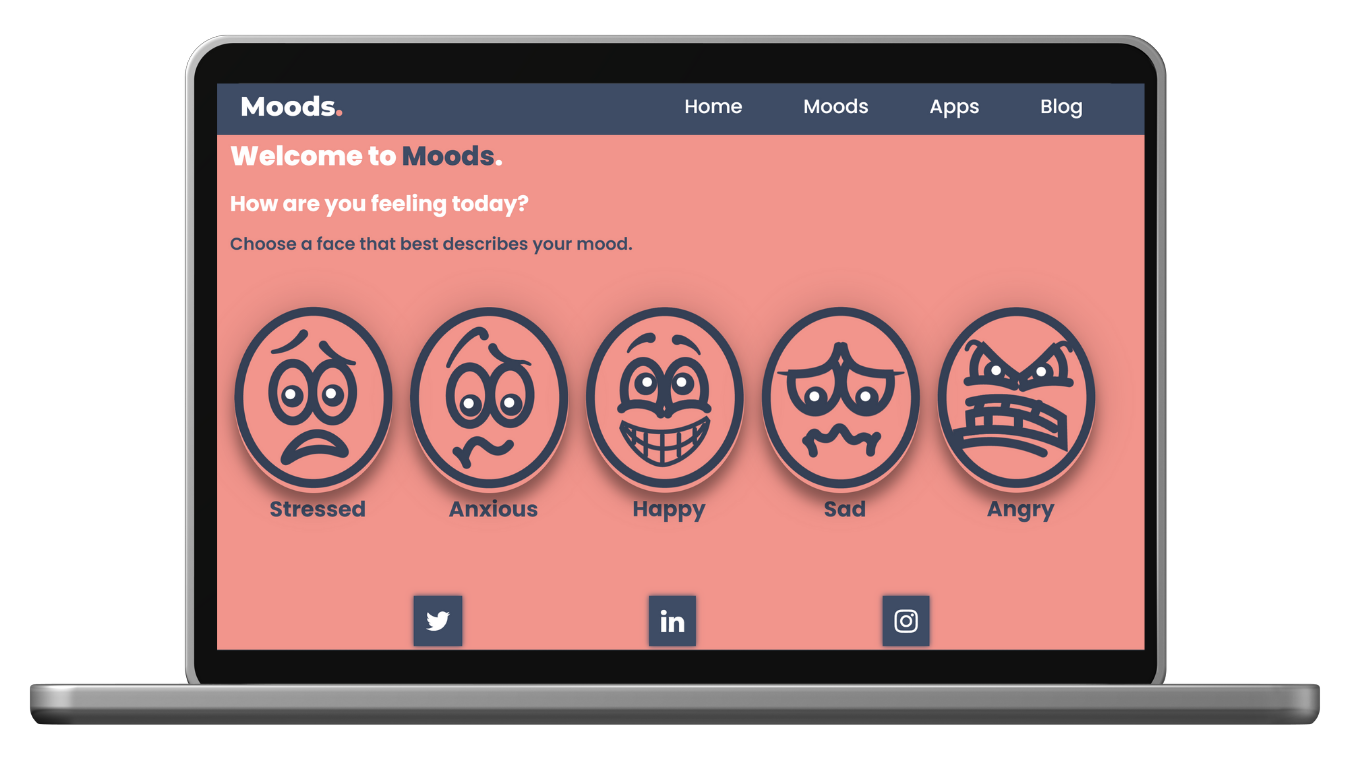 Moods. Home Moods Apps Blog
Welcome to Moods.
How are you feeling today?
Choose a face that best describes your mood.
Stressed Anxious Happy Sad Angry
in